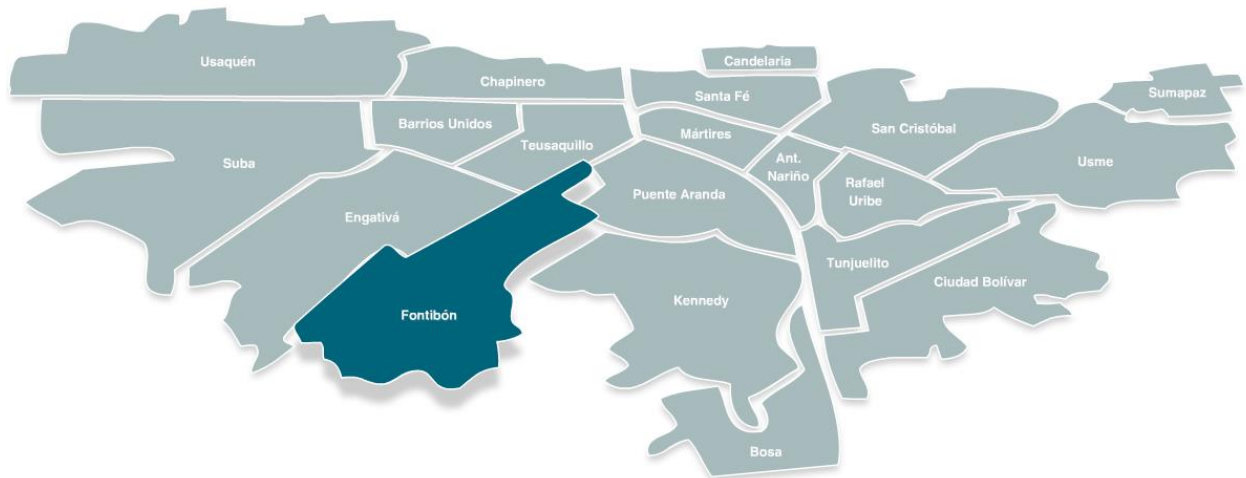 Usaquén
Candelaria
Chapinero
Santa Fé
Sumapaz
Barrios Unidos
Mártires
San Cristóbal
Teusaquillo
Suba
Ant.
Nariño
Usme
Rafael
Uribe
Puente Aranda
Engativá
Tunjuelito
Ciudad Bolívar
Kennedy
Fontibón
Bosa